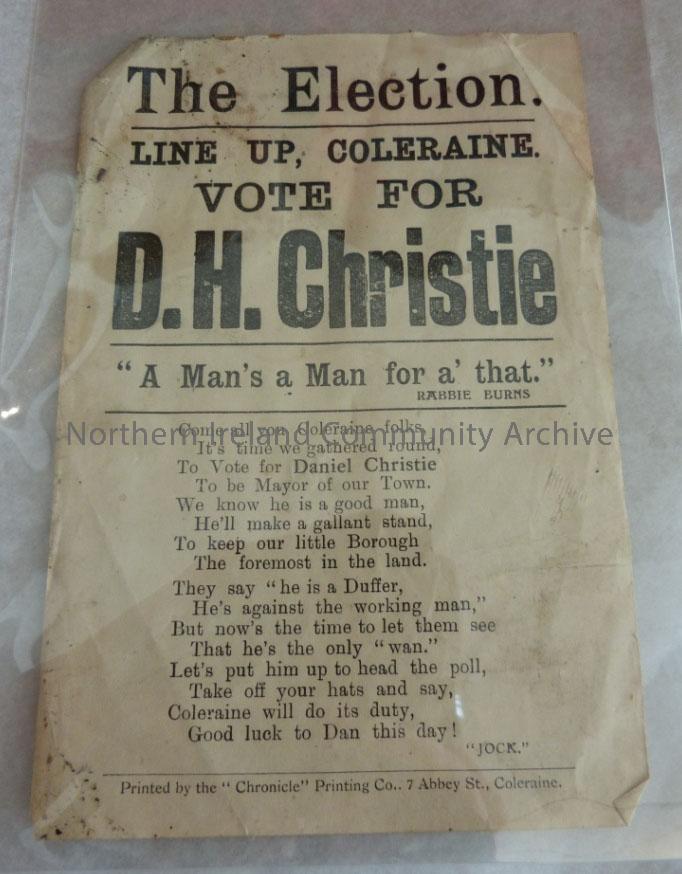 The Election.
LINE UP, COLERAINE.
VOTE FOR
D.H. Christie
"A Man's a Man for a' that."
RABBIE BURNS
Northern Ireland Community Archive
Come all you Coleraine folks,
It's time we gathered round,
To Vote for Daniel Christie
To be Mayor of our Town.
We know he is a good man,
He'll make a gallant stand,
To keep our little Borough
The foremost in the land.
They say "he is a Duffer,
He's against the working man,"
But now's the time to let them see
That he's the only "wan."
Let's put him up to head the poll,
Take off your hats and say,
Coleraine will do its duty,
Good luck to Dan this day!
"JOCK."
Printed by the "Chronicle" Printing Co.. 7 Abbey St., Coleraine.